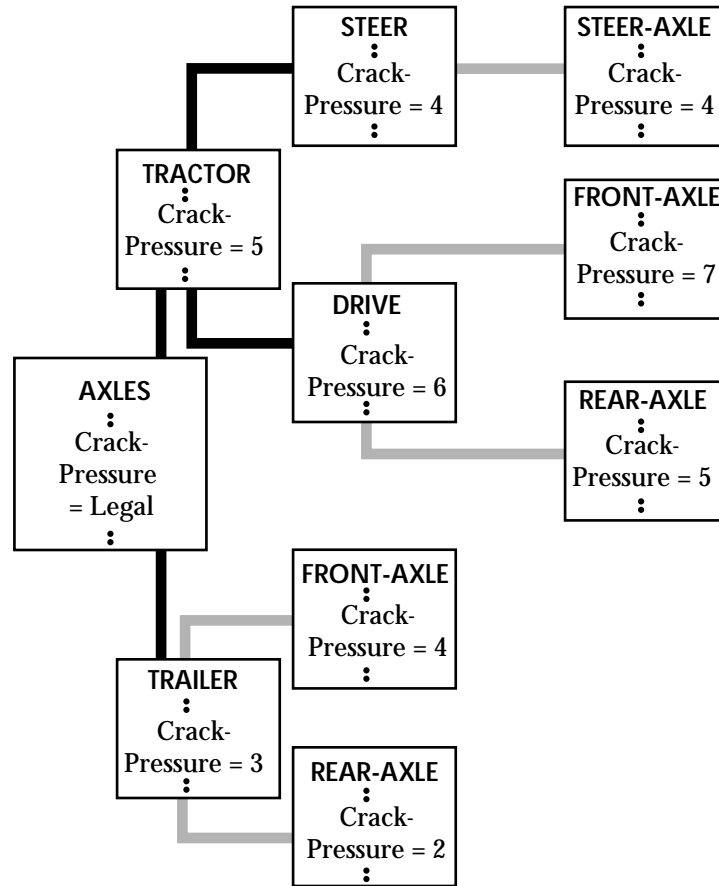 STEER
Crack-
Pressure = 4
STEER-AXLE
Crack-
Pressure = 4
TRACTOR
Crack-
Pressure = 5
FRONT-AXLE
Crack-
Pressure = 7
DRIVE
Crack-
Pressure = 6
AXLES
Crack-
Pressure
= Legal
REAR-AXLE
Crack-
Pressure = 5
FRONT-AXLE
Crack-
Pressure = 4
TRAILER
Crack-
Pressure = 3
REAR-AXLE
Crack-
Pressure = 2